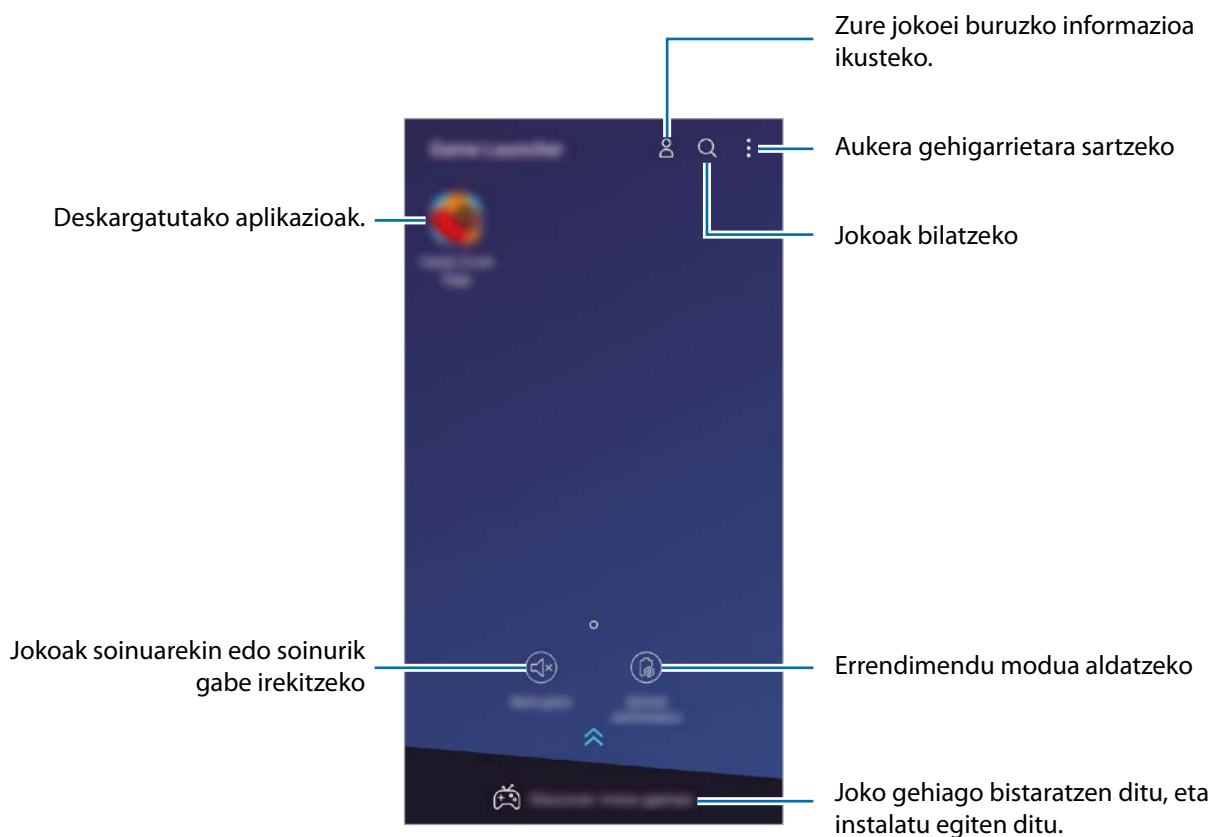 Zure jokoei buruzko informazioa
ikusteko.
Aukera gehigarrietara sartzeko
Deskargatutako aplikazioak.
Jokoak bilatzeko
Jokoak soinuarekin edo soinurik
gabe irekitzeko
Errendimendu modua aldatzeko
Joko gehiago bistaratzen ditu, eta
instalatu egiten ditu.